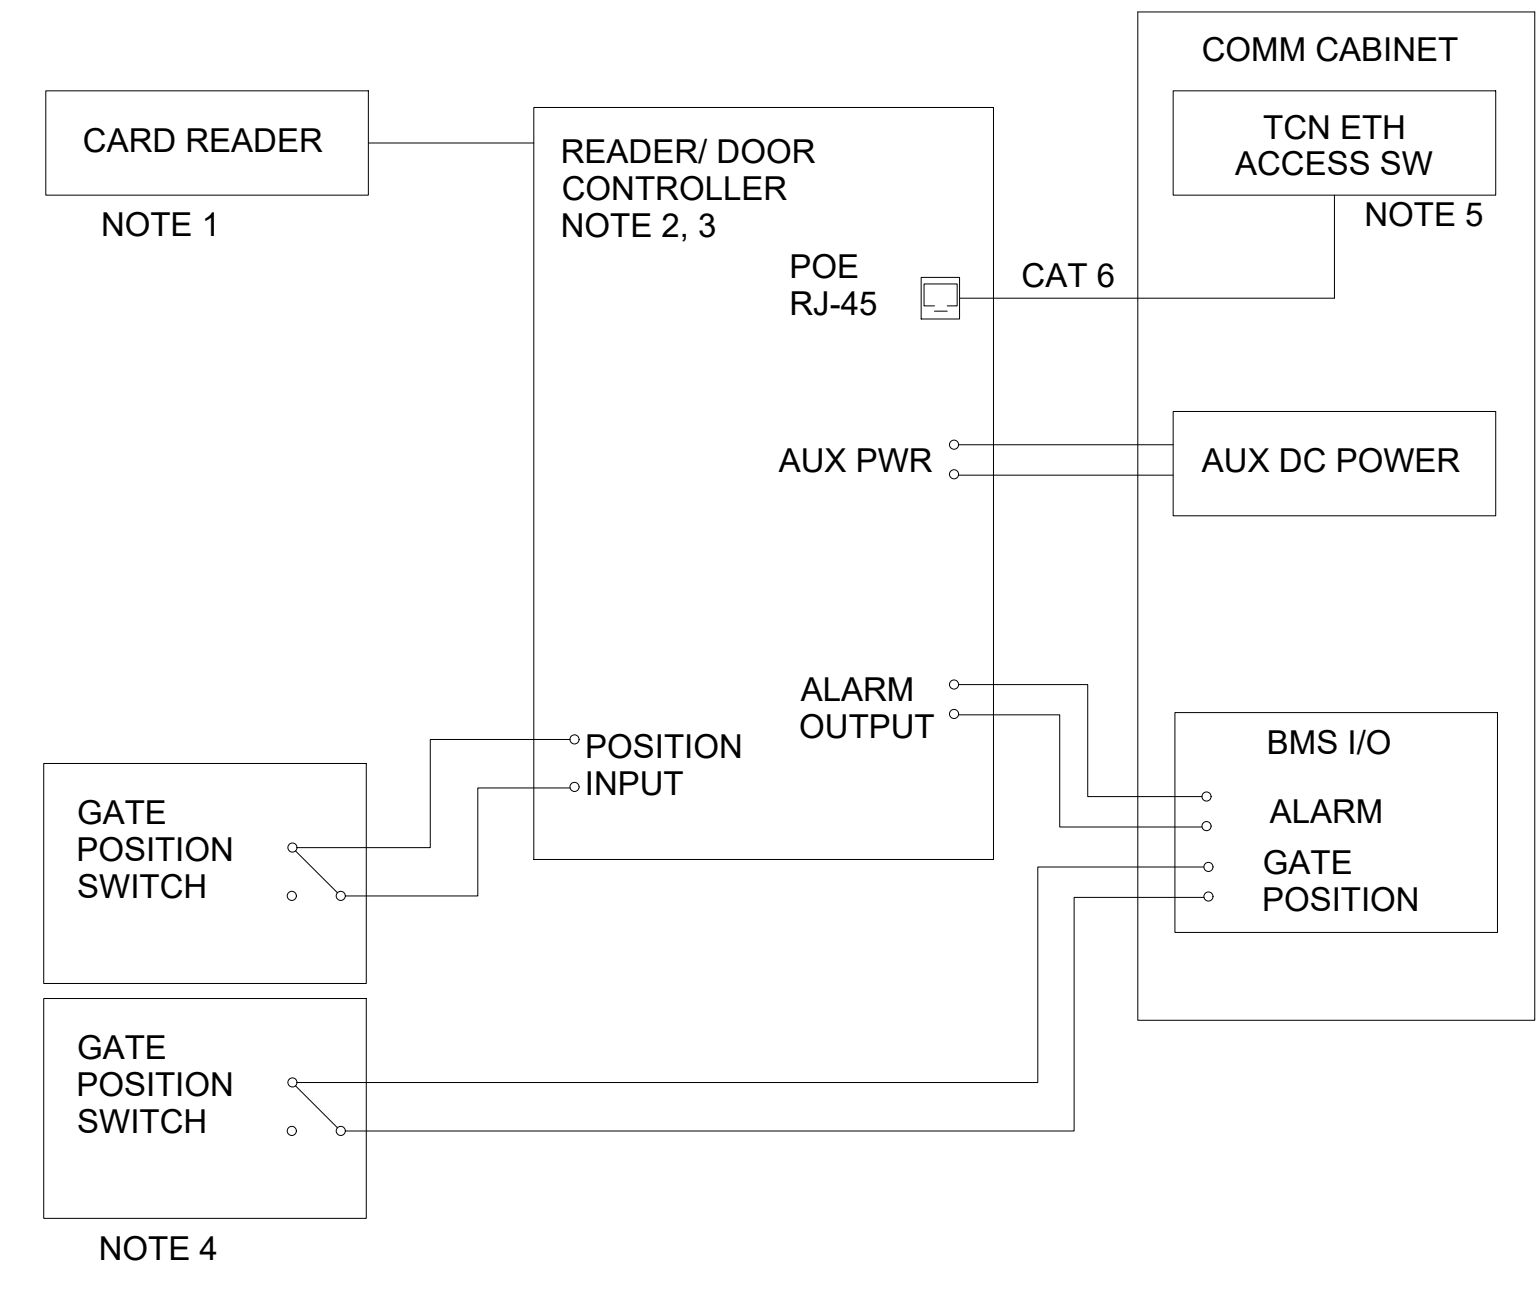 COMM CABINET
CARD READER
NOTE 1
READER/ DOOR
CONTROLLER
NOTE 2, 3
TCN ETH
ACCESS SW
NOTE 5
POE
RJ-45
CAT 6
AUX PWR
AUX DC POWER
ALARM
OUTPUT
POSITION
INPUT
BMS I/O
ALARM
GATE
POSITION
GATE
POSITION
SWITCH
GATE
POSITION
SWITCH
NOTE 4